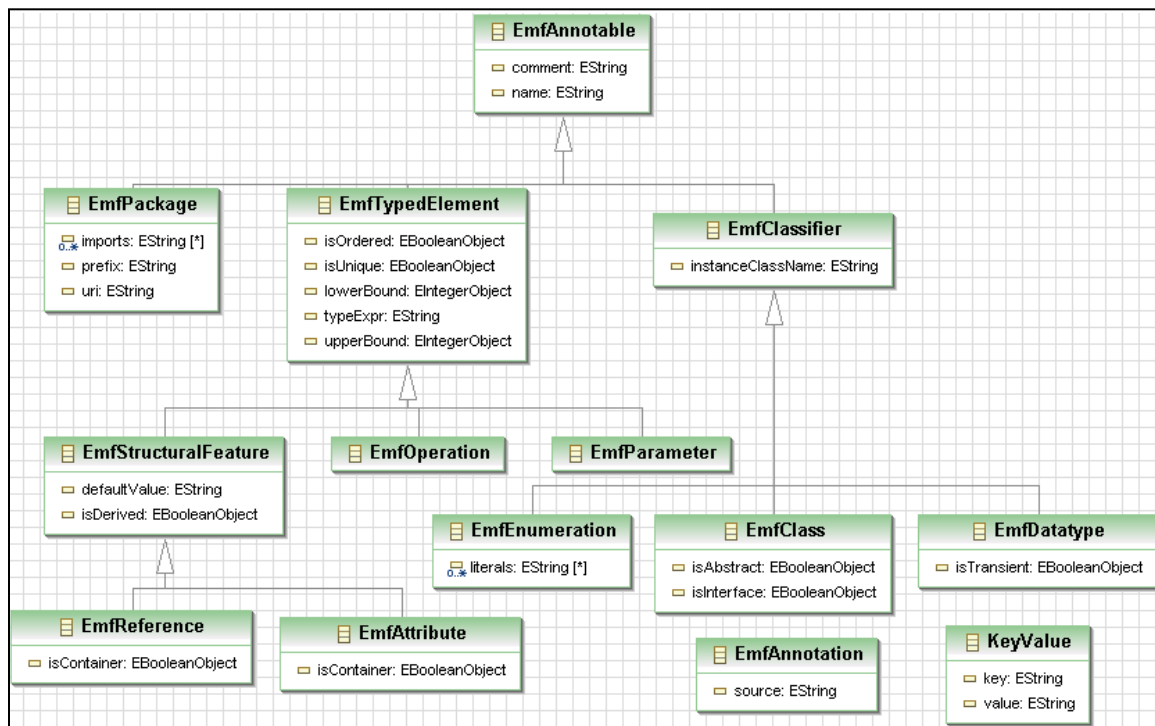 EmfAnnotable
comment: EString
name: EString
EmfPackage
0..* imports: EString [*]
prefix: EString
uri: EString
EmfTypedElement
isOrdered: EBooleanObject
isUnique: EBooleanObject
lowerBound: EIntegerObject
typeExpr: EString
upperBound: EIntegerObject
EmfClassifier
instanceClassName: EString
EmfStructuralFeature
defaultValue: EString
isDerived: EBooleanObject
EmfOperation
EmfParameter
EmfEnumeration
0..* literals: EString [*]
EmfClass
isAbstract: EBooleanObject
isInterface: EBooleanObject
EmfDatatype
isTransient: EBooleanObject
EmfReference
isContainer: EBooleanObject
EmfAttribute
isContainer: EBooleanObject
EmfAnnotation
source: EString
KeyValue
key: EString
value: EString